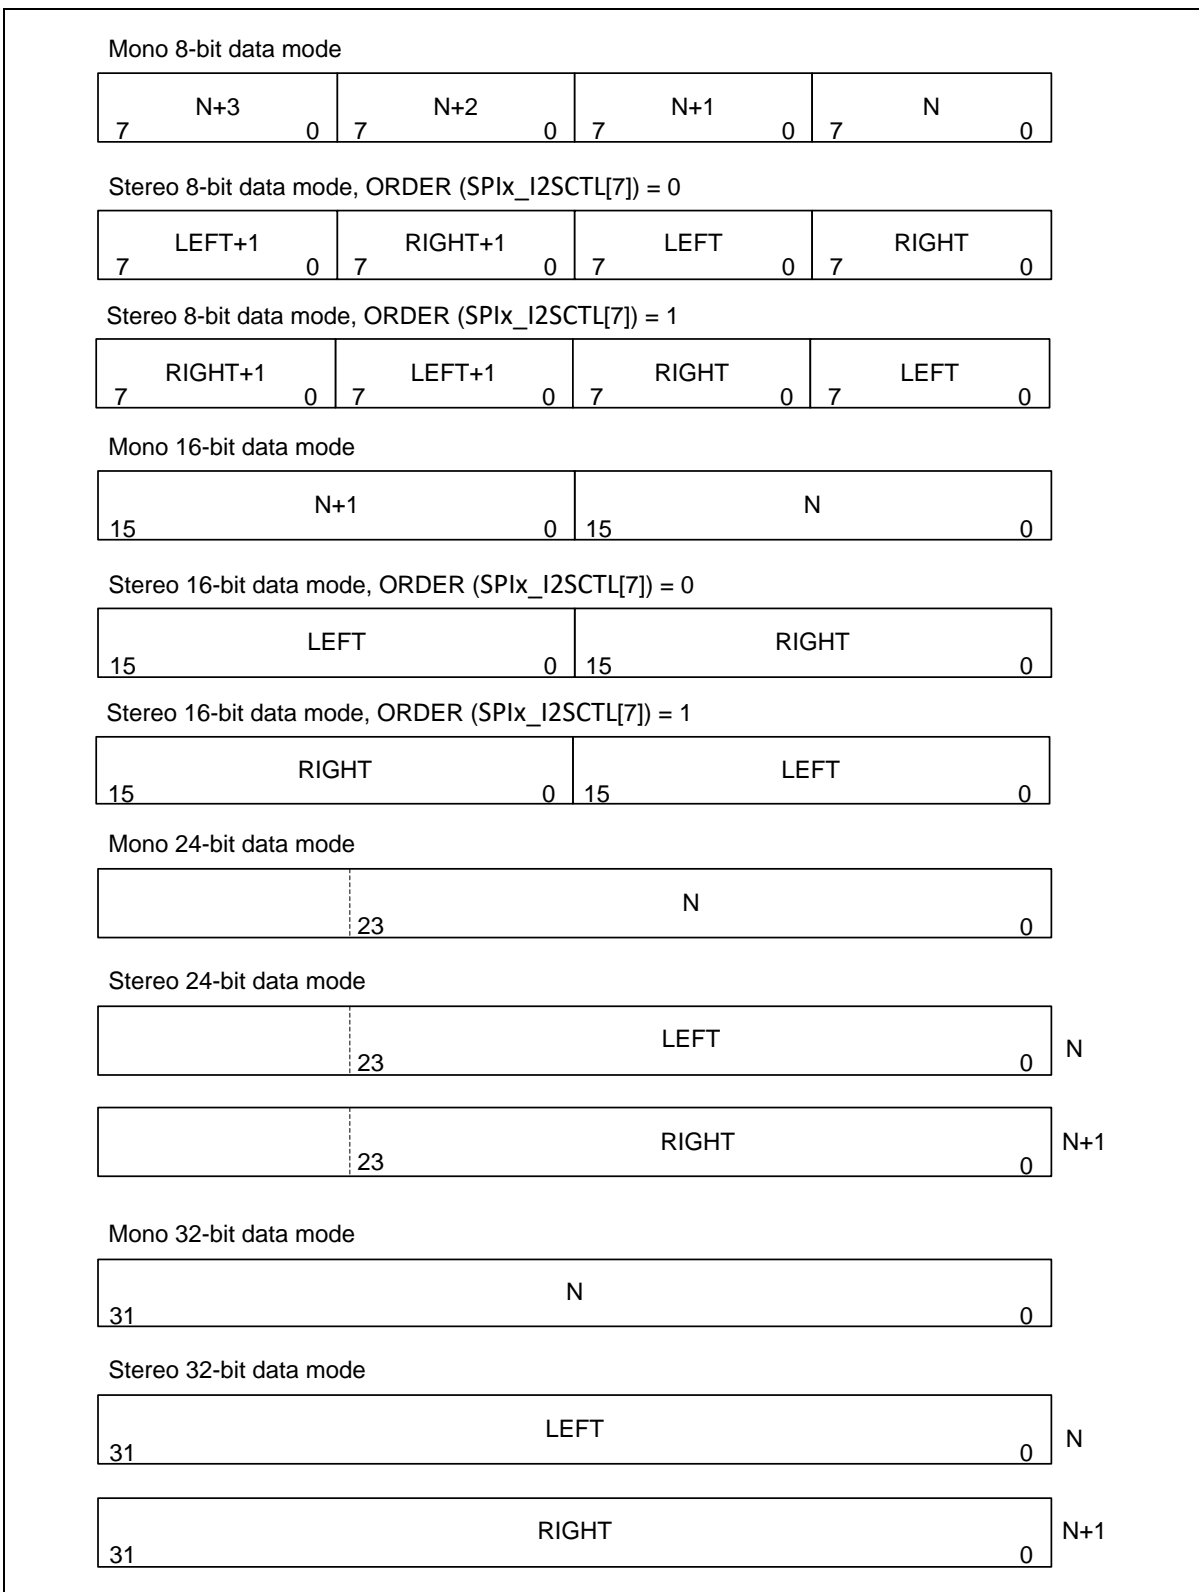 Mono 8-bit data mode
N+3 N+2 N+1 N
7 0 7 0 7 0 7 0
Stereo 8-bit data mode, ORDER (SPIx_I2SCTL[7]) = 0
LEFT+1 RIGHT+1 LEFT RIGHT
7 0 7 0 7 0 7 0
Stereo 8-bit data mode, ORDER (SPIx_I2SCTL[7]) = 1
RIGHT+1 LEFT+1 RIGHT LEFT
7 0 7 0 7 0 7 0
Mono 16-bit data mode
N+1 N
15 0 15 0
Stereo 16-bit data mode, ORDER (SPIx_I2SCTL[7]) = 0
LEFT RIGHT
15 0 15 0
Stereo 16-bit data mode, ORDER (SPIx_I2SCTL[7]) = 1
RIGHT LEFT
15 0 15 0
Mono 24-bit data mode
N
23 0
Stereo 24-bit data mode
LEFT N
23 0
RIGHT N+1
23 0
Mono 32-bit data mode
N
31 0
Stereo 32-bit data mode
LEFT N
31 0
RIGHT N+1
31 0